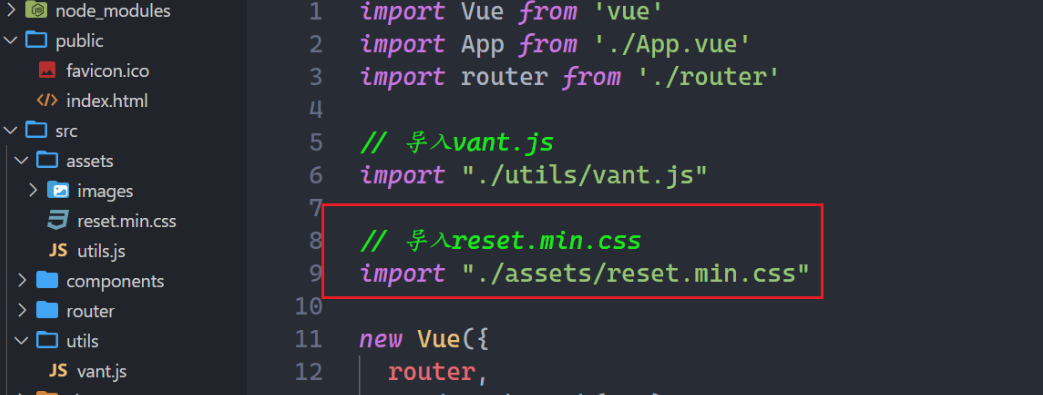 node_modules
public
favicon.ico
index.html
src
assets
images
reset.min.css
JS utils.js
components
router
utils
JS vant.js
1 import Vue from 'vue'
2 import App from './App.vue'
3 import router from './router'
4
5 // 导入vant.js
6 import "./utils/vant.js"
7
8 // 导入reset.min.css
9 import "./assets/reset.min.css"
10
11 new Vue({
12 router,